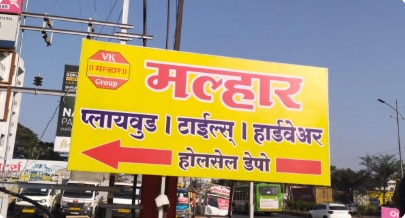 VK
॥ मल्हार ॥
Group
मल्हार
प्लायवुड । टाईल्स् । हार्डवेअर
होलसेल डेपो